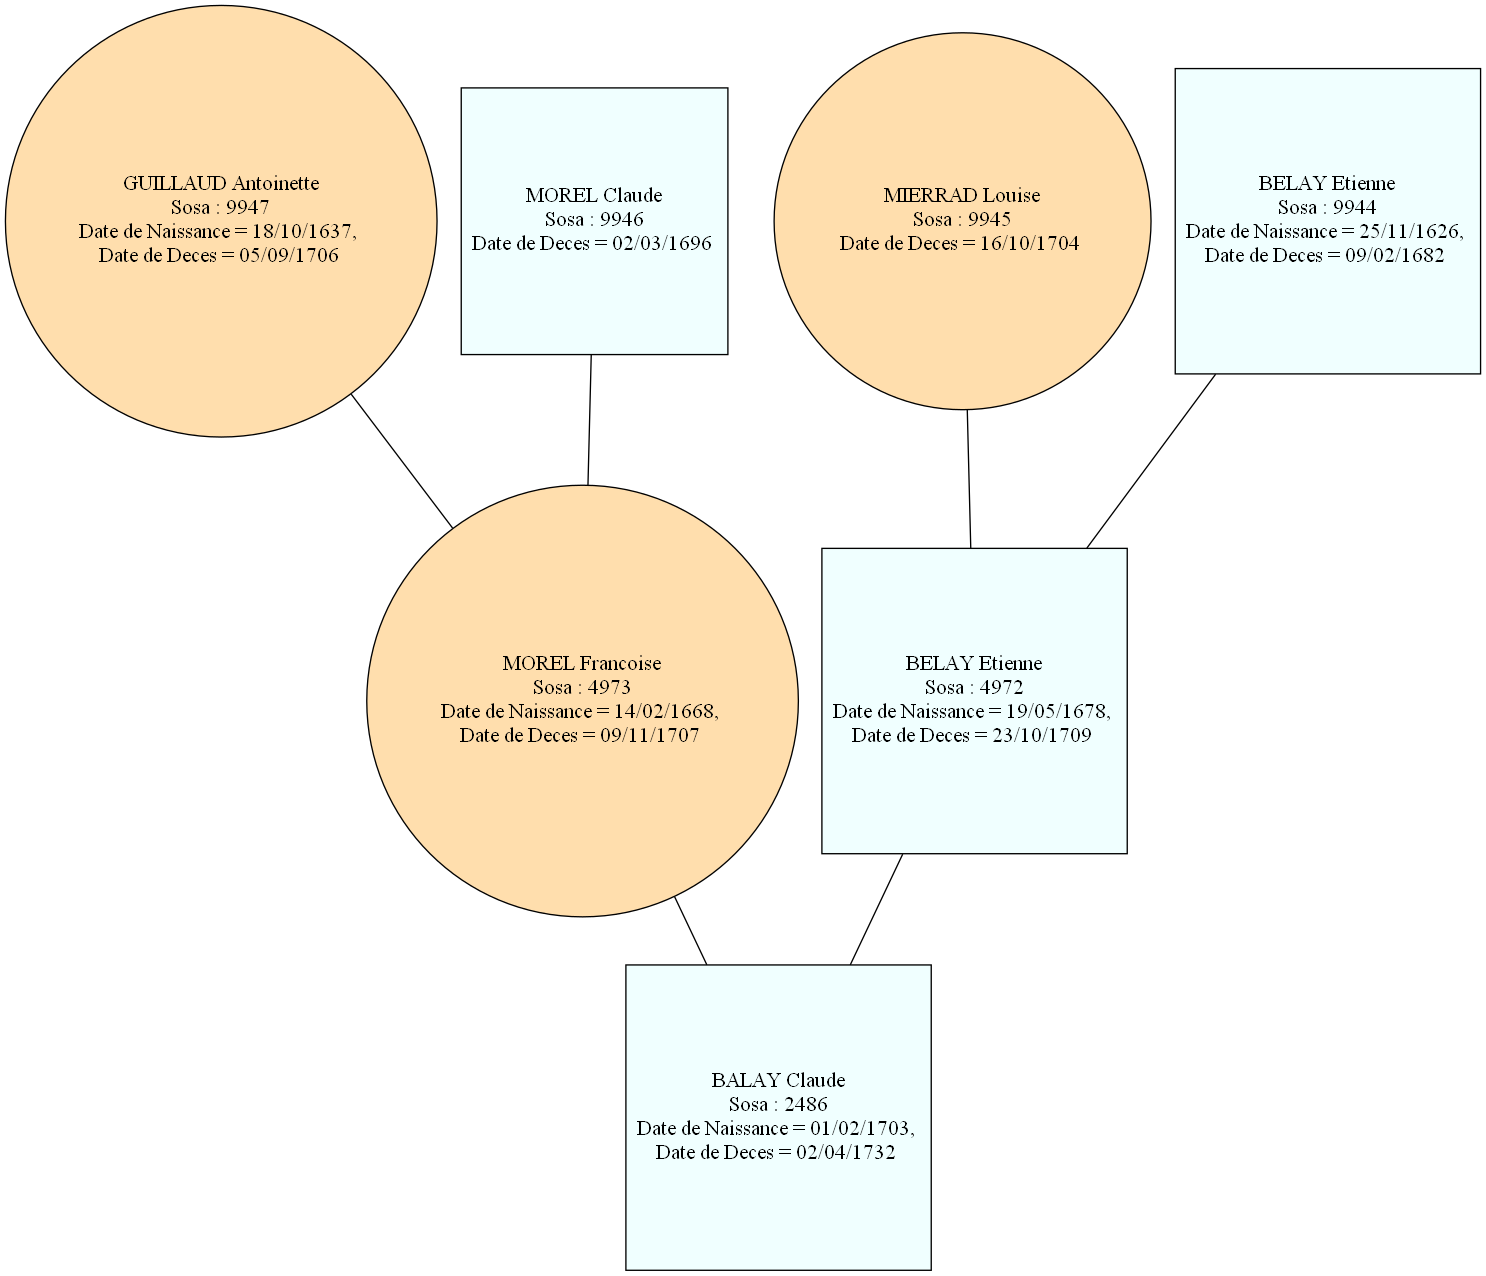 GUILLAUD Antoinette
Sosa : 9947
Date de Naissance = 18/10/1637,
Date de Deces = 05/09/1706
MOREL Claude
Sosa : 9946
Date de Deces = 02/03/1696
MIERRAD Louise
Sosa : 9945
Date de Deces = 16/10/1704
BELAY Etienne
Sosa : 9944
Date de Naissance = 25/11/1626,
Date de Deces = 09/02/1682
MOREL Francoise
Sosa : 4973
Date de Naissance = 14/02/1668,
Date de Deces = 09/11/1707
BELAY Etienne
Sosa : 4972
Date de Naissance = 19/05/1678,
Date de Deces = 23/10/1709
BALAY Claude
Sosa : 2486
Date de Naissance = 01/02/1703,
Date de Deces = 02/04/1732